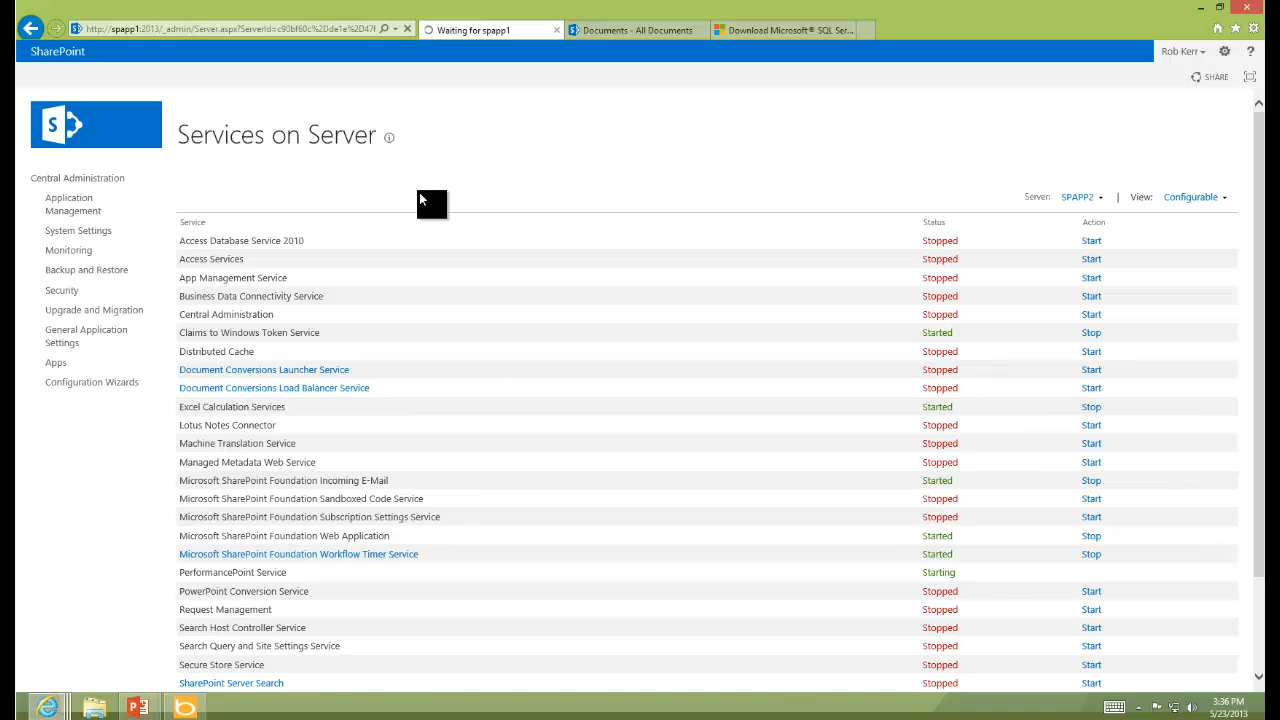 http://spapp1:2013/_admin/Server.aspx?ServerId=c90bf60c%2Dde1e%2D47f
Waiting for spapp1
Documents - All Documents
Download Microsoft® SQL Ser...
SharePoint
Rob Kerr
?
SHARE
S
Services on Server
Central Administration
Application
Management
System Settings
Monitoring
Backup and Restore
Security
Upgrade and Migration
General Application
Settings
Apps
Configuration Wizards
Server: SPAPP2 | View: Configurable
Service Status Action
Access Database Service 2010 Stopped Start
Access Services Stopped Start
App Management Service Stopped Start
Business Data Connectivity Service Stopped Start
Central Administration Stopped Start
Claims to Windows Token Service Started Stop
Distributed Cache Stopped Start
Document Conversions Launcher Service Stopped Start
Document Conversions Load Balancer Service Stopped Start
Excel Calculation Services Started Stop
Lotus Notes Connector Stopped Start
Machine Translation Service Stopped Start
Managed Metadata Web Service Stopped Start
Microsoft SharePoint Foundation Incoming E-Mail Started Stop
Microsoft SharePoint Foundation Sandboxed Code Service Stopped Start
Microsoft SharePoint Foundation Subscription Settings Service Stopped Start
Microsoft SharePoint Foundation Web Application Started Stop
Microsoft SharePoint Foundation Workflow Timer Service Started Stop
PerformancePoint Service Starting
PowerPoint Conversion Service Stopped Start
Request Management Stopped Start
Search Host Controller Service Stopped Start
Search Query and Site Settings Service Stopped Start
Secure Store Service Stopped Start
SharePoint Server Search Stopped Start
3:36 PM
5/23/2013